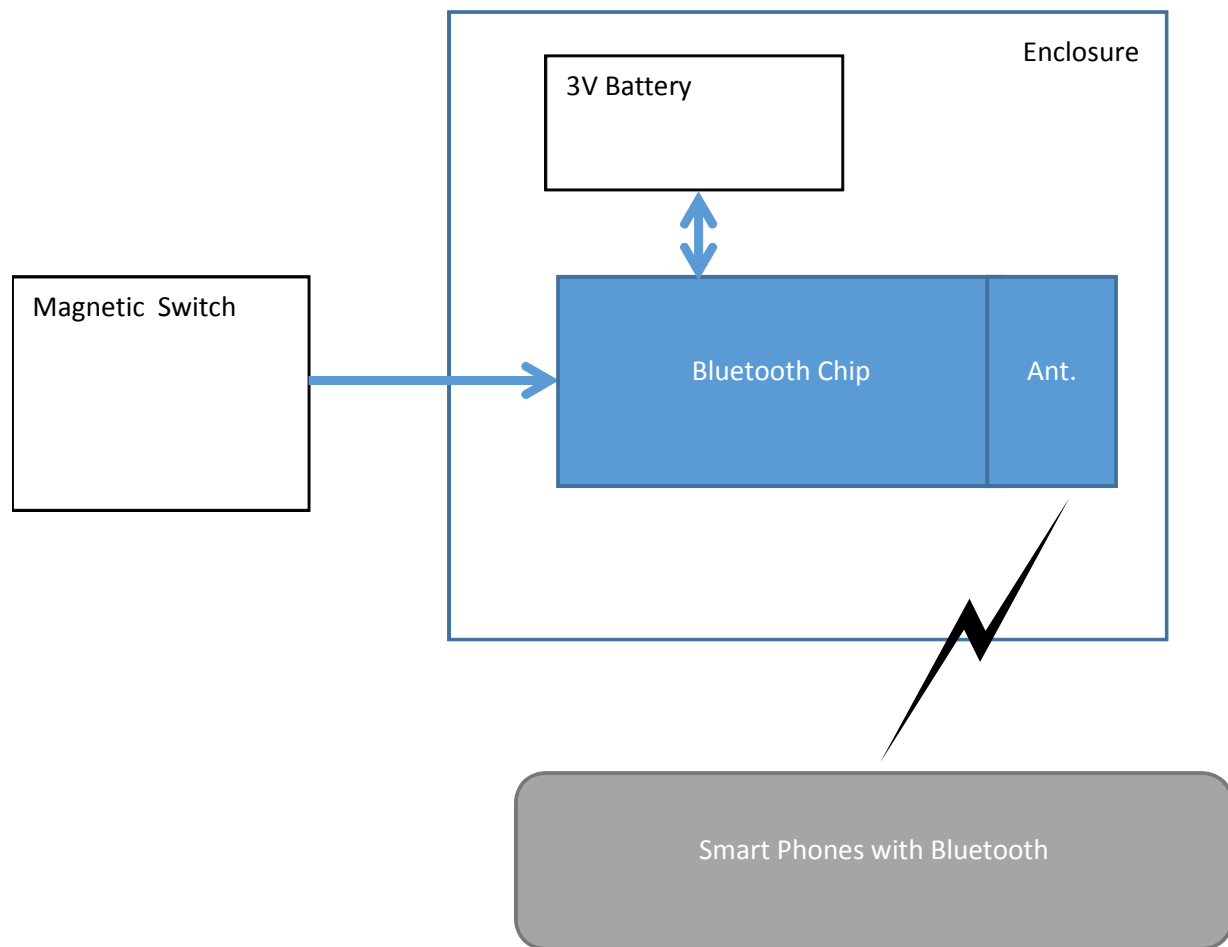 Enclosure
3V Battery
Magnetic Switch
Bluetooth Chip
Ant.
Smart Phones with Bluetooth